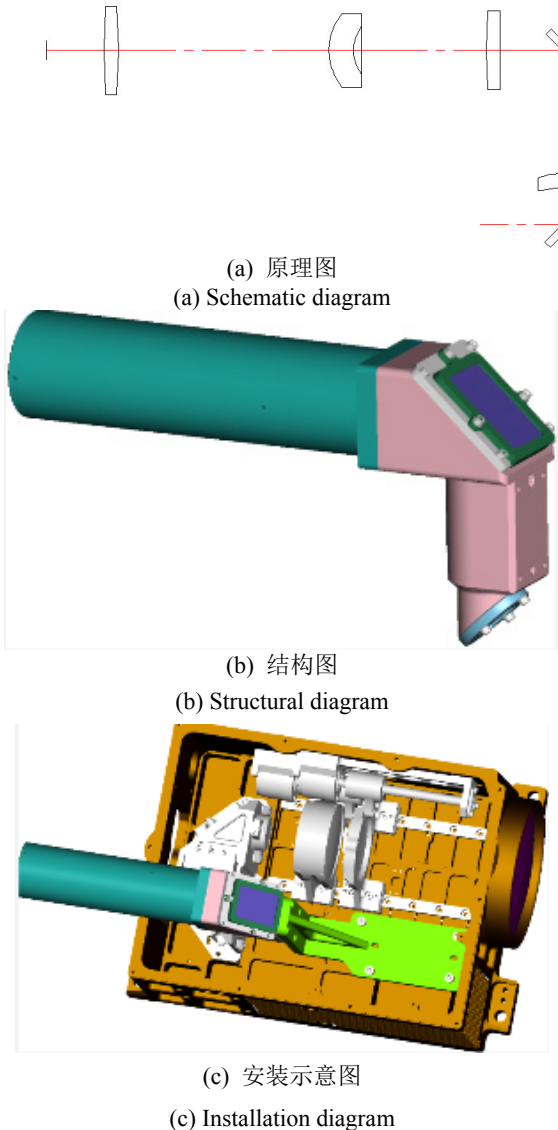 (a) 原理图
(a) Schematic diagram
(b) 结构图
(b) Structural diagram
(c) 安装示意图
(c) Installation diagram